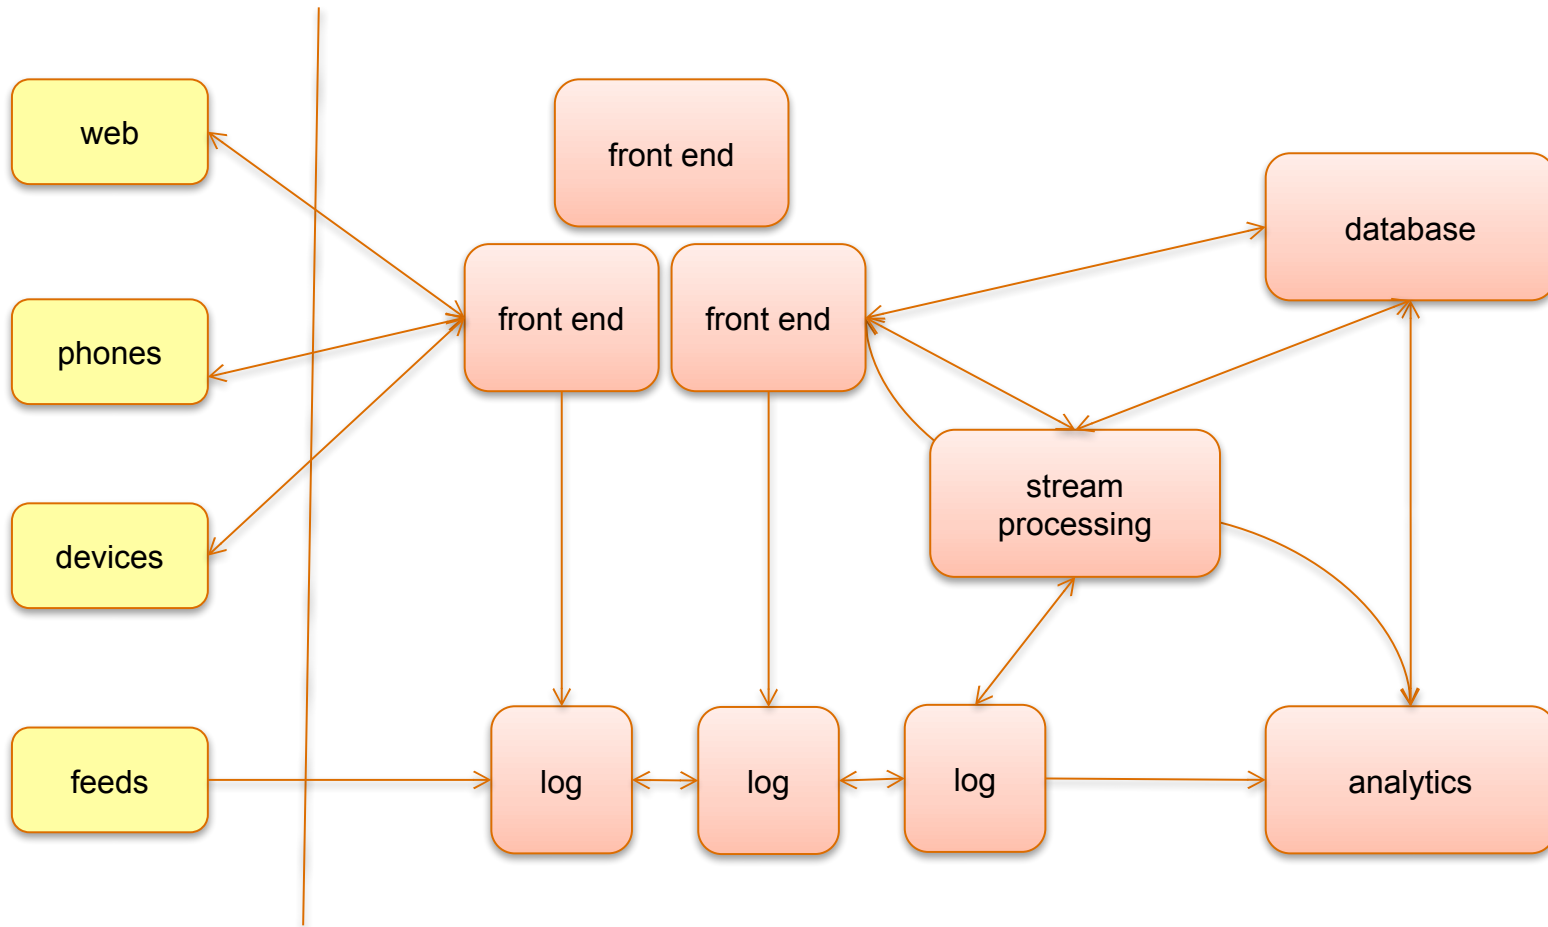 web
front end
database
phones
front end
front end
stream
processing
devices
feeds
log
log
log
analytics